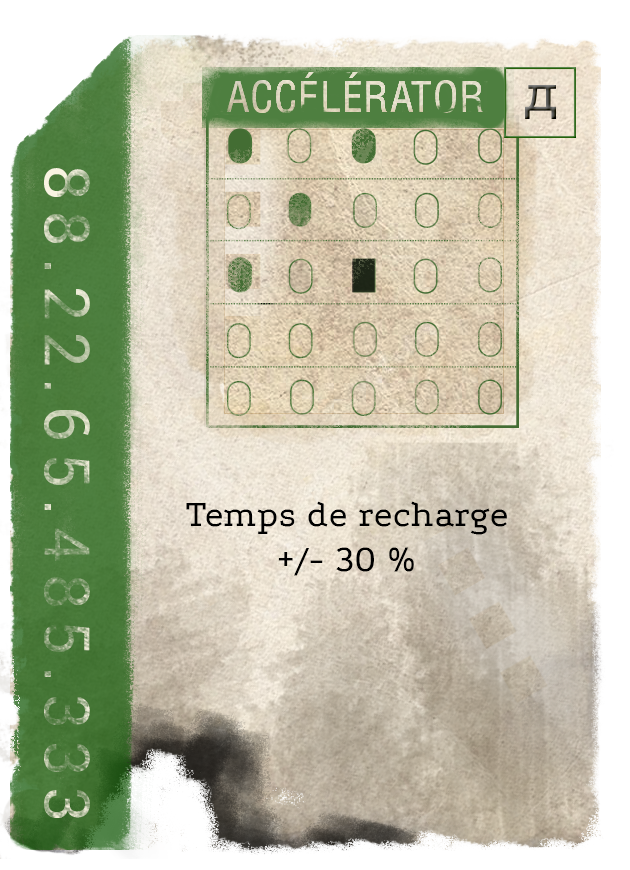 ACCÉLÉRATOR
Д
88.22.65.485.333
Temps de recharge
+/- 30 %